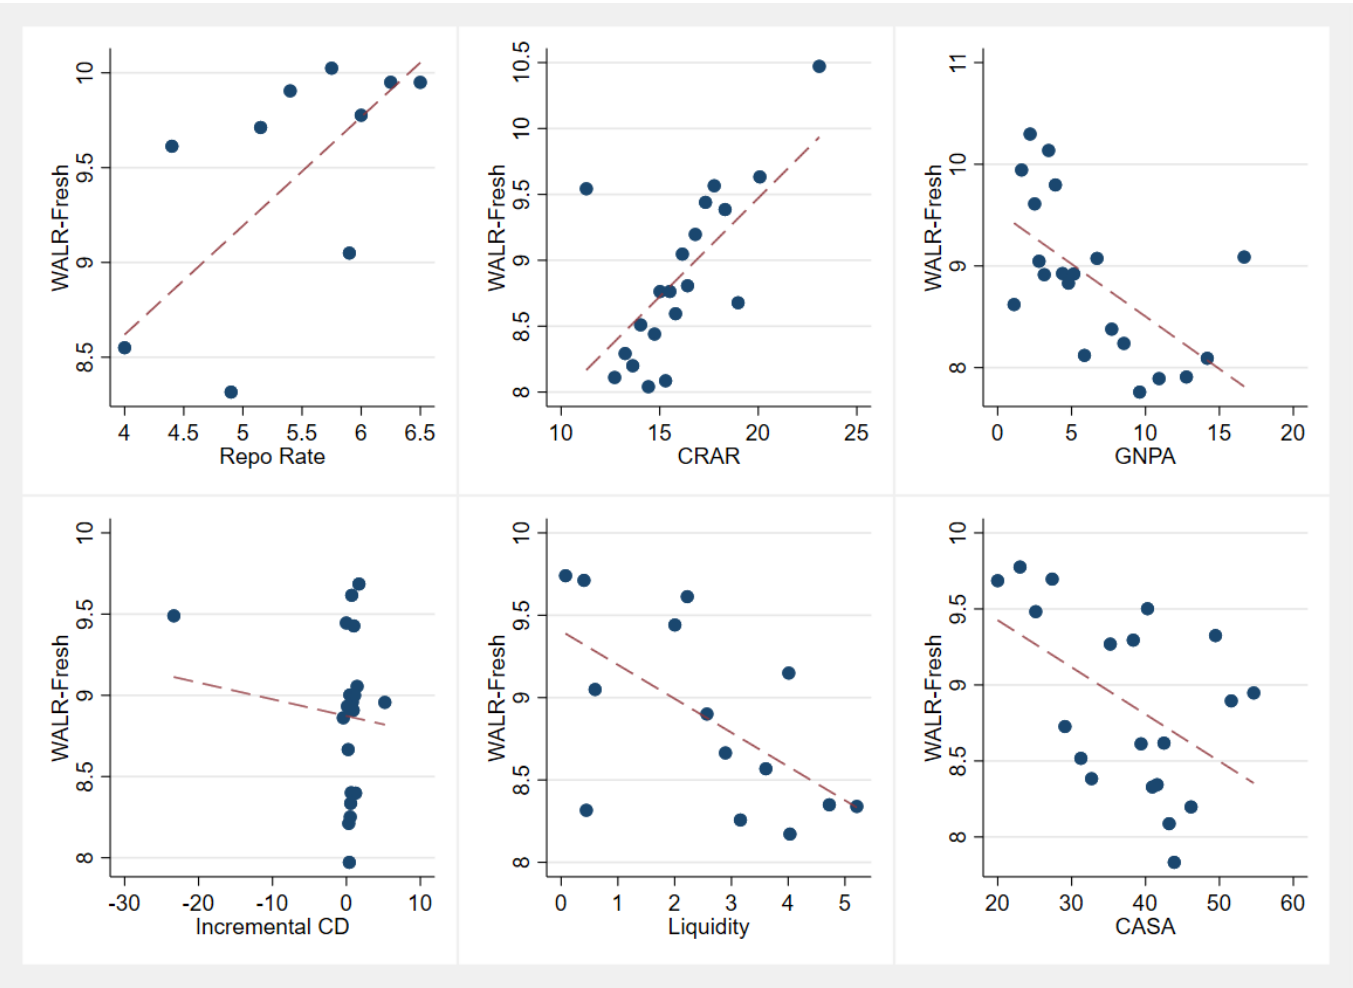 WALR-Fresh
10
9.5
9
8.5
4 4.5 5 5.5 6 6.5
Repo Rate
WALR-Fresh
10.5
10
9.5
9
8.5
8
10 15 20 25
CRAR
WALR-Fresh
11
10
9
8
0 5 10 15 20
GNPA
WALR-Fresh
10
9.5
9
8.5
8
-30 -20 -10 0 10
Incremental CD
WALR-Fresh
10
9.5
9
8.5
8
0 1 2 3 4 5
Liquidity
WALR-Fresh
10
9.5
9
8.5
8
20 30 40 50 60
CASA